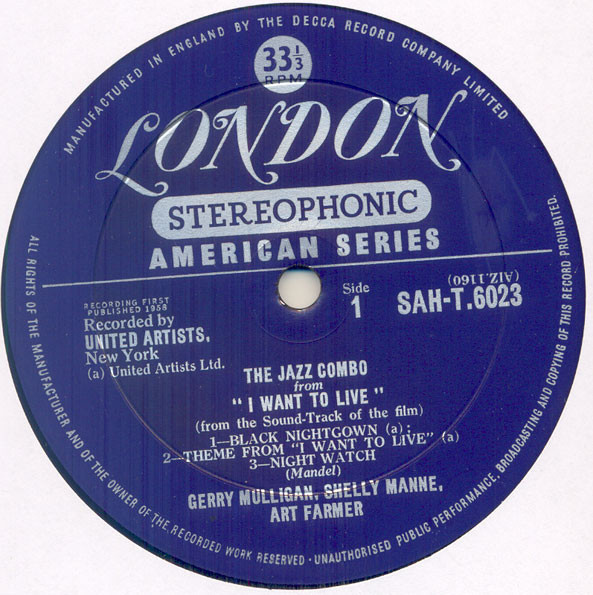 MANUFACTURED IN ENGLAND BY THE DECCA RECORD COMPANY LIMITED
33 1/3
RPM
LONDON
STEREOPHONIC
AMERICAN SERIES
RECORDING FIRST
PUBLISHED 1958
Recorded by
UNITED ARTISTS,
New York
(a) United Artists Ltd.
Side
1
(AIZ.1160)
SAH-T.6023
THE JAZZ COMBO
from
" I WANT TO LIVE "
(from the Sound-Track of the film)
1—BLACK NIGHTGOWN (a) ;
2—THEME FROM "I WANT TO LIVE" (a)
3—NIGHT WATCH
(Mandel)
GERRY MULLIGAN, SHELLY MANNE,
ART FARMER
ALL RIGHTS OF THE MANUFACTURER AND OF THE OWNER OF THE RECORDED WORK RESERVED · UNAUTHORISED PUBLIC PERFORMANCE, BROADCASTING AND COPYING OF THIS RECORD PROHIBITED.